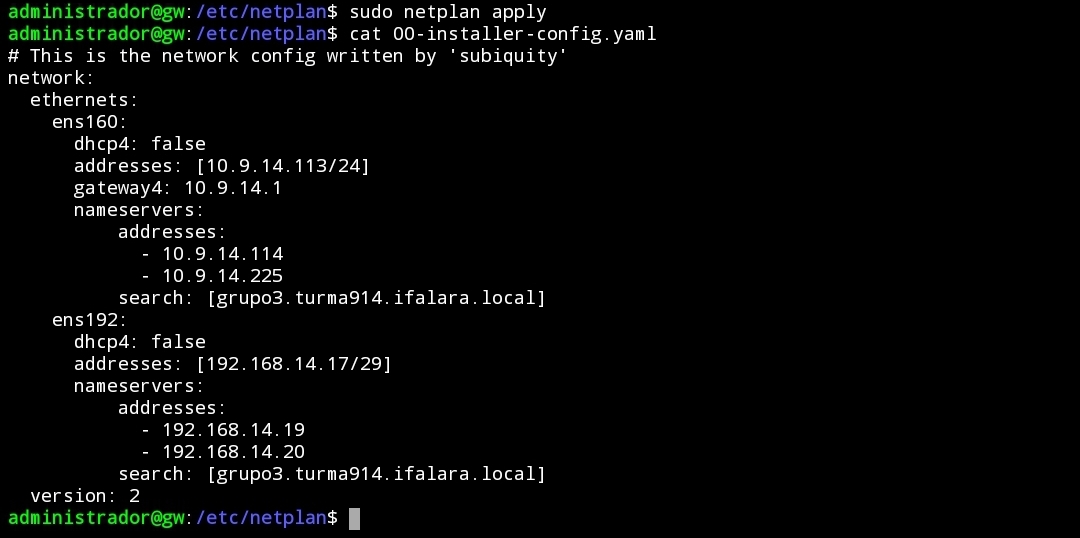 administrador@gw:/etc/netplan$ sudo netplan apply
administrador@gw:/etc/netplan$ cat 00-installer-config.yaml
# This is the network config written by 'subiquity'
network:
  ethernets:
    ens160:
      dhcp4: false
      addresses: [10.9.14.113/24]
      gateway4: 10.9.14.1
      nameservers:
          addresses:
            - 10.9.14.114
            - 10.9.14.225
          search: [grupo3.turma914.ifalara.local]
    ens192:
      dhcp4: false
      addresses: [192.168.14.17/29]
      nameservers:
          addresses:
            - 192.168.14.19
            - 192.168.14.20
          search: [grupo3.turma914.ifalara.local]
  version: 2
administrador@gw:/etc/netplan$